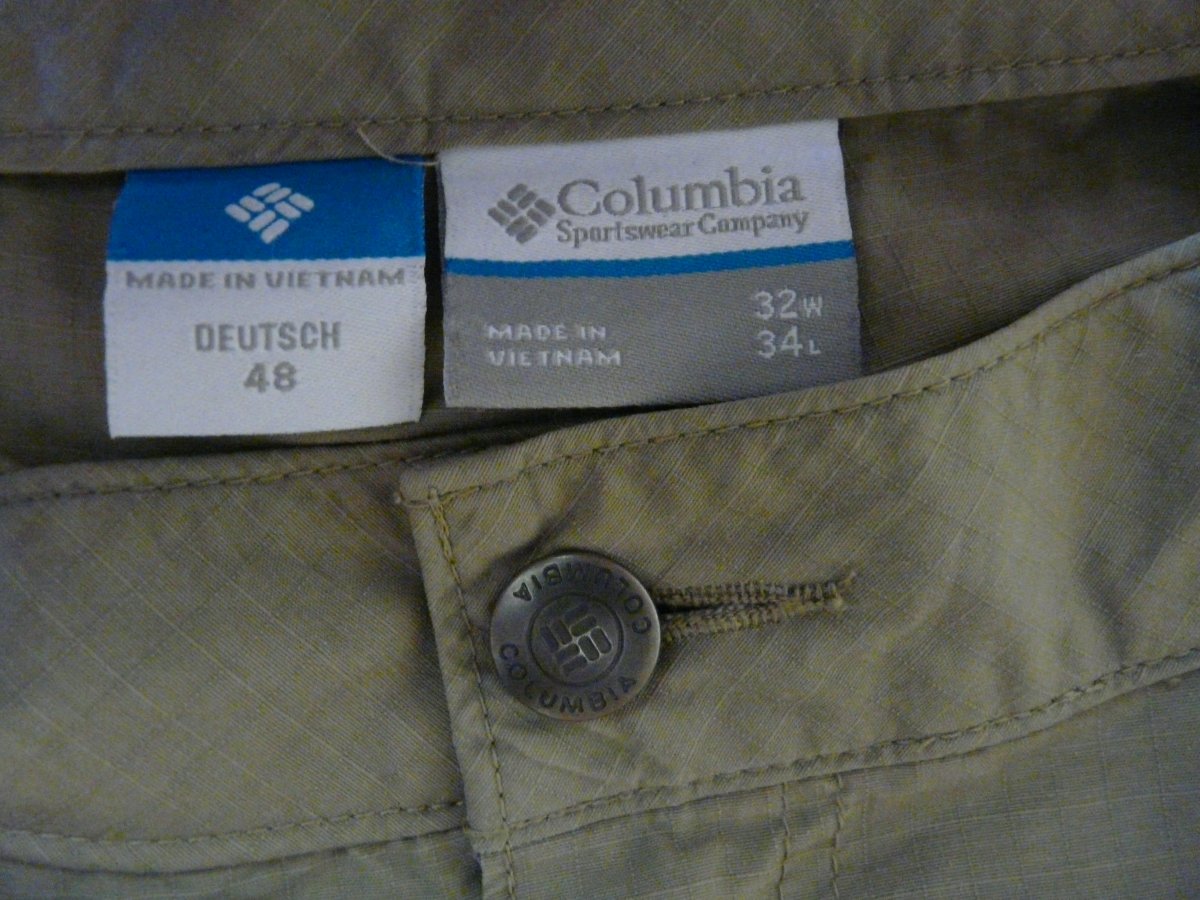 MADE IN VIETNAM
DEUTSCH
48
Columbia
Sportswear Company
32W
34L
MADE IN
VIETNAM
COLUMBIA
COLUMBIA